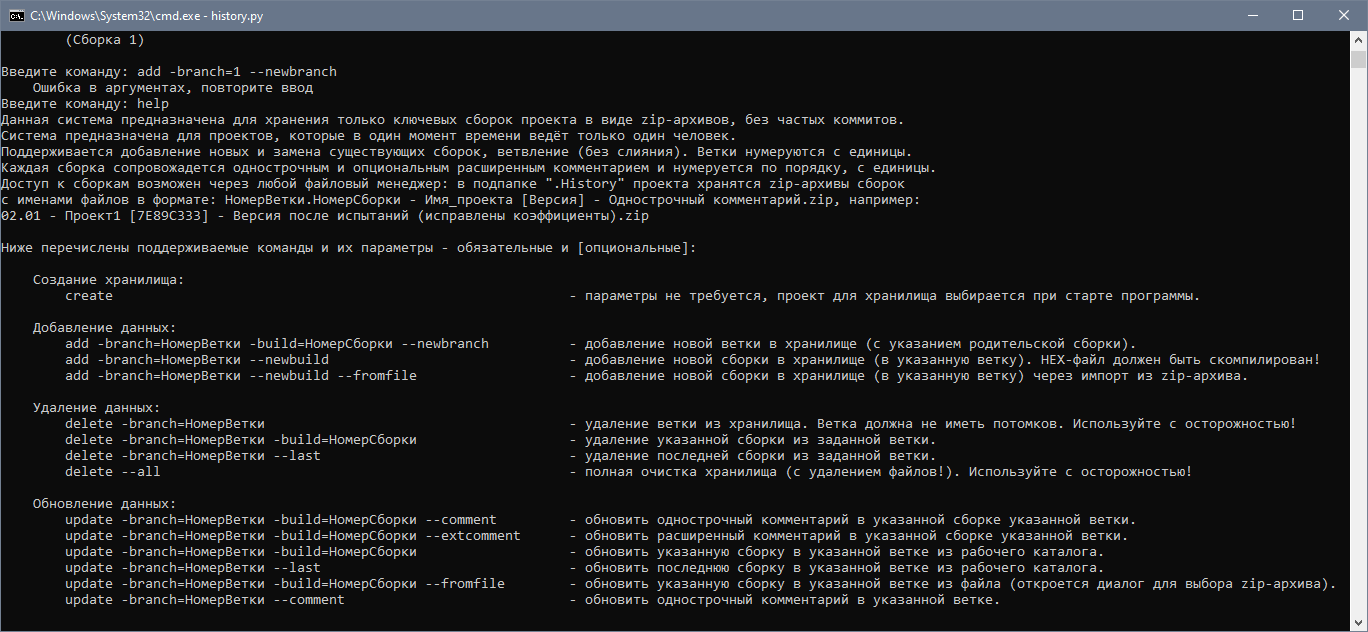 C:\Windows\System32\cmd.exe - history.py
(Сборка 1)
Введите команду: add -branch=1 --newbranch
Ошибка в аргументах, повторите ввод
Введите команду: help
Данная система предназначена для хранения только ключевых сборок проекта в виде zip-архивов, без частых коммитов.
Система предназначена для проектов, которые в один момент времени ведёт только один человек.
Поддерживается добавление новых и замена существующих сборок, ветвление (без слияния). Ветки нумеруются с единицы.
Каждая сборка сопровожадется однострочным и опциональным расширенным комментарием и нумеруется по порядку, с единицы.
Доступ к сборкам возможен через любой файловый менеджер: в подпапке ".History" проекта хранятся zip-архивы сборок
с именами файлов в формате: НомерВетки.НомерСборки - Имя_проекта [Версия] - Однострочный комментарий.zip, например:
02.01 - Проект1 [7E89C333] - Версия после испытаний (исправлены коэффициенты).zip
Ниже перечислены поддерживаемые команды и их параметры - обязательные и [опциональные]:
Создание хранилища:
create - параметры не требуется, проект для хранилища выбирается при старте программы.
Добавление данных:
add -branch=НомерВетки -build=НомерСборки --newbranch - добавление новой ветки в хранилище (с указанием родительской сборки).
add -branch=НомерВетки --newbuild - добавление новой сборки в хранилище (в указанную ветку). HEX-файл должен быть скомпилирован!
add -branch=НомерВетки --newbuild --fromfile - добавление новой сборки в хранилище (в указанную ветку) через импорт из zip-архива.
Удаление данных:
delete -branch=НомерВетки - удаление ветки из хранилища. Ветка должна не иметь потомков. Используйте с осторожностью!
delete -branch=НомерВетки -build=НомерСборки - удаление указанной сборки из заданной ветки.
delete -branch=НомерВетки --last - удаление последней сборки из заданной ветки.
delete --all - полная очистка хранилища (с удалением файлов!). Используйте с осторожностью!
Обновление данных:
update -branch=НомерВетки -build=НомерСборки --comment - обновить однострочный комментарий в указанной сборке указанной ветки.
update -branch=НомерВетки -build=НомерСборки --extcomment - обновить расширенный комментарий в указанной сборке указанной ветки.
update -branch=НомерВетки -build=НомерСборки - обновить указанную сборку в указанной ветке из рабочего каталога.
update -branch=НомерВетки --last - обновить последнюю сборку в указанной ветке из рабочего каталога.
update -branch=НомерВетки -build=НомерСборки --fromfile - обновить указанную сборку в указанной ветке из файла (откроется диалог для выбора zip-архива).
update -branch=НомерВетки --comment - обновить однострочный комментарий в указанной ветке.